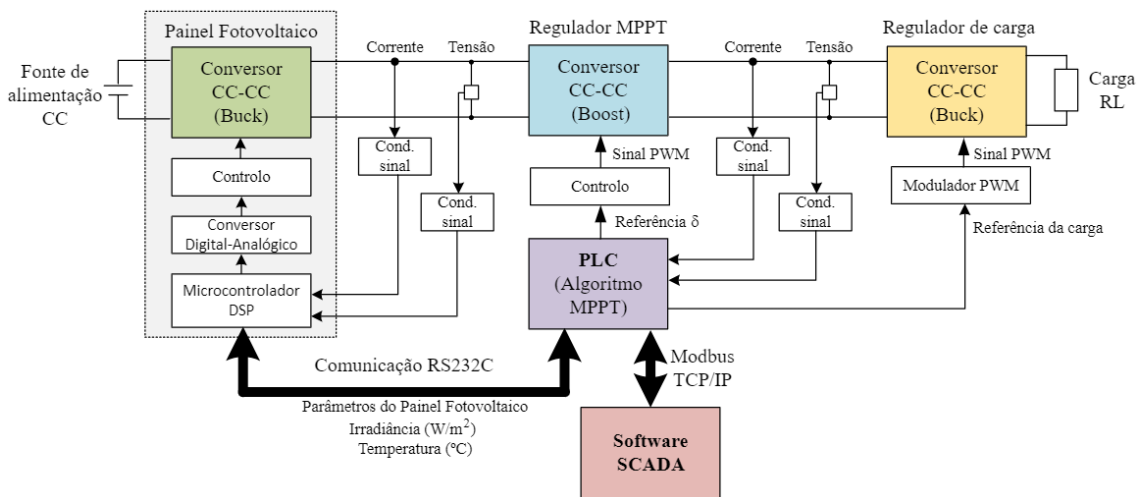 Painel Fotovoltaico
Fonte de
alimentação
CC
Conversor
CC-CC
(Buck)
Controlo
Conversor
Digital-Analógico
Microcontrolador
DSP
Corrente
Tensão
Cond.
sinal
Cond.
sinal
Regulador MPPT
Conversor
CC-CC
(Boost)
Sinal PWM
Controlo
Referência δ
PLC
(Algoritmo
MPPT)
Corrente
Tensão
Cond.
sinal
Cond.
sinal
Regulador de carga
Conversor
CC-CC
(Buck)
Carga
RL
Sinal PWM
Modulador PWM
Referência da carga
Comunicação RS232C
Parâmetros do Painel Fotovoltaico
Irradiância (W/m²)
Temperatura (ºC)
Modbus
TCP/IP
Software
SCADA